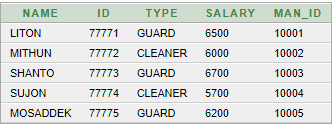 NAME ID TYPE SALARY MAN_ID
LITON 77771 GUARD 6500 10001
MITHUN 77772 CLEANER 6000 10002
SHANTO 77773 GUARD 6700 10003
SUJON 77774 CLEANER 5700 10004
MOSADDEK 77775 GUARD 6200 10005